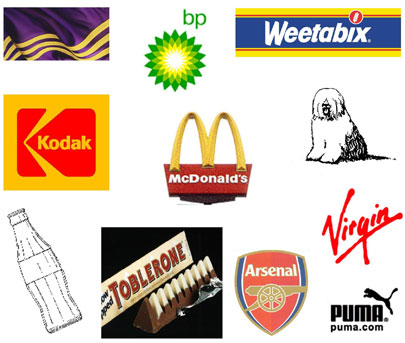 bp
Weetabix®
Kodak
McDonald's
Virgin
TOBLERONE
Arsenal
PUMA®
puma.com